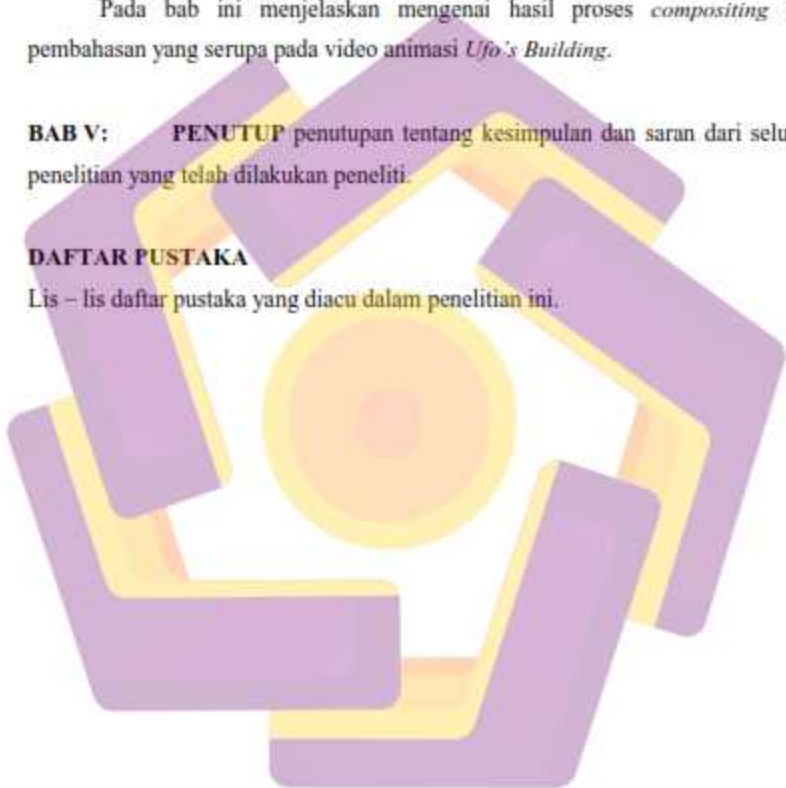 Pada bab ini menjelaskan mengenai hasil proses compositing
pembahasan yang serupa pada video animasi Ufo's Building.
BAB V: PENUTUP penutupan tentang kesimpulan dan saran dari
penelitian yang telah dilakukan peneliti.
DAFTAR PUSTAKA
Lis – lis daftar pustaka yang diacu dalam penelitian ini.